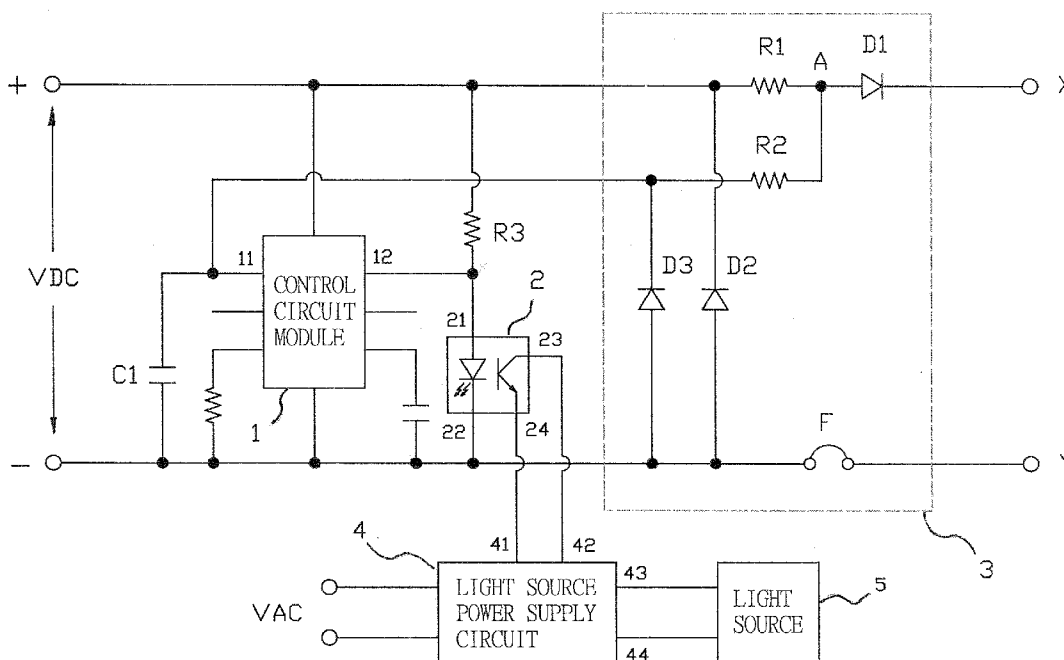 R1 A D1
+ X
R2
R3
11 12
VDC CONTROL
CIRCUIT
MODULE
D3 D2
2
21 23
C1
1 22 24
F
-
4 41 42 3
LIGHT SOURCE
POWER SUPPLY
CIRCUIT
43
VAC
LIGHT
SOURCE
5
44